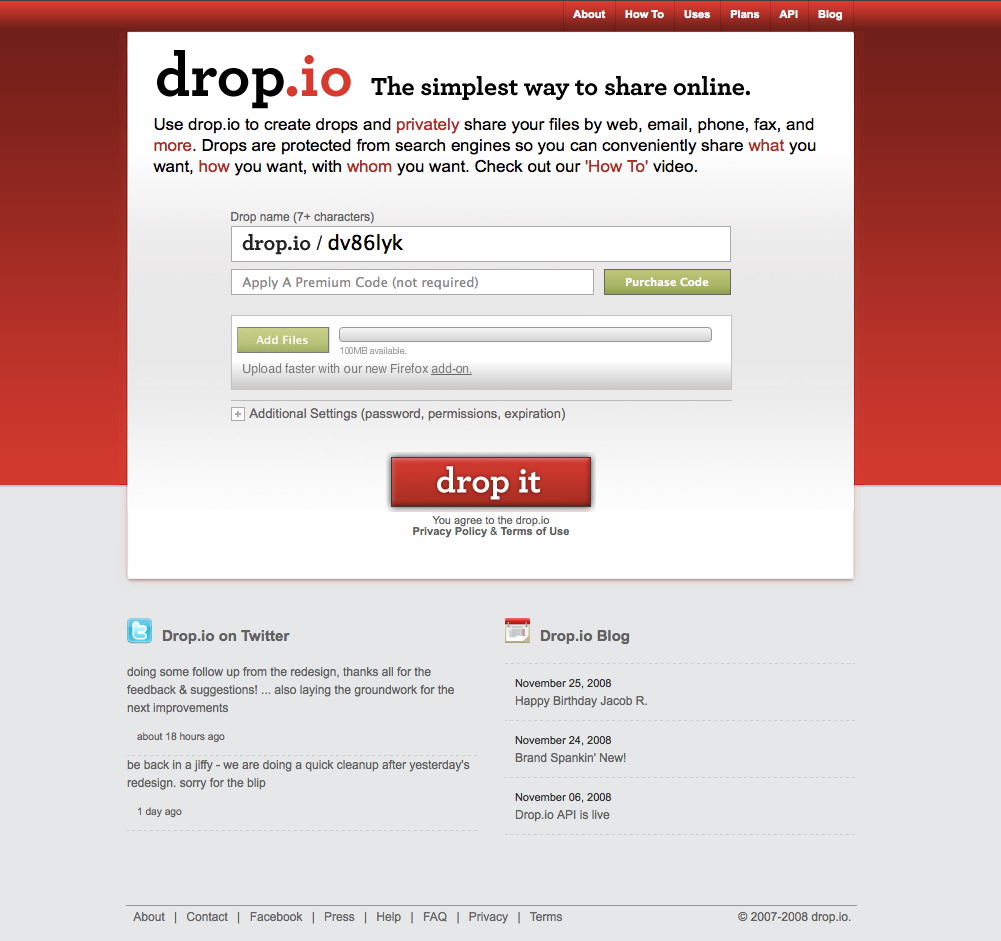 About How To Uses Plans API Blog
drop.io The simplest way to share online.
Use drop.io to create drops and privately share your files by web, email, phone, fax, and
more. Drops are protected from search engines so you can conveniently share what you
want, how you want, with whom you want. Check out our 'How To' video.
Drop name (7+ characters)
drop.io / dv86lyk
Apply A Premium Code (not required) Purchase Code
Add Files
100MB available.
Upload faster with our new Firefox add-on.
+ Additional Settings (password, permissions, expiration)
drop it
You agree to the drop.io
Privacy Policy & Terms of Use
Drop.io on Twitter
doing some follow up from the redesign, thanks all for the
feedback & suggestions! ... also laying the groundwork for the
next improvements
about 18 hours ago
be back in a jiffy - we are doing a quick cleanup after yesterday's
redesign. sorry for the blip
1 day ago
Drop.io Blog
November 25, 2008
Happy Birthday Jacob R.
November 24, 2008
Brand Spankin' New!
November 06, 2008
Drop.io API is live
About | Contact | Facebook | Press | Help | FAQ | Privacy | Terms © 2007-2008 drop.io.